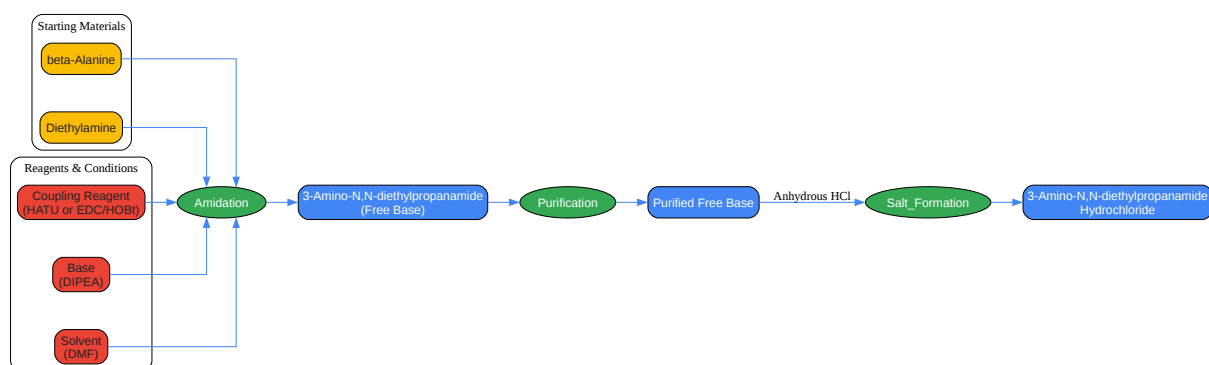 Starting Materials
beta-Alanine
Diethylamine
Reagents & Conditions
Coupling Reagent
(HATU or EDC/HOBt)
Base
(DIPEA)
Solvent
(DMF)
Amidation
3-Amino-N,N-diethylpropanamide
(Free Base)
Purification
Purified Free Base
Anhydrous HCl
Salt_Formation
3-Amino-N,N-diethylpropanamide
Hydrochloride